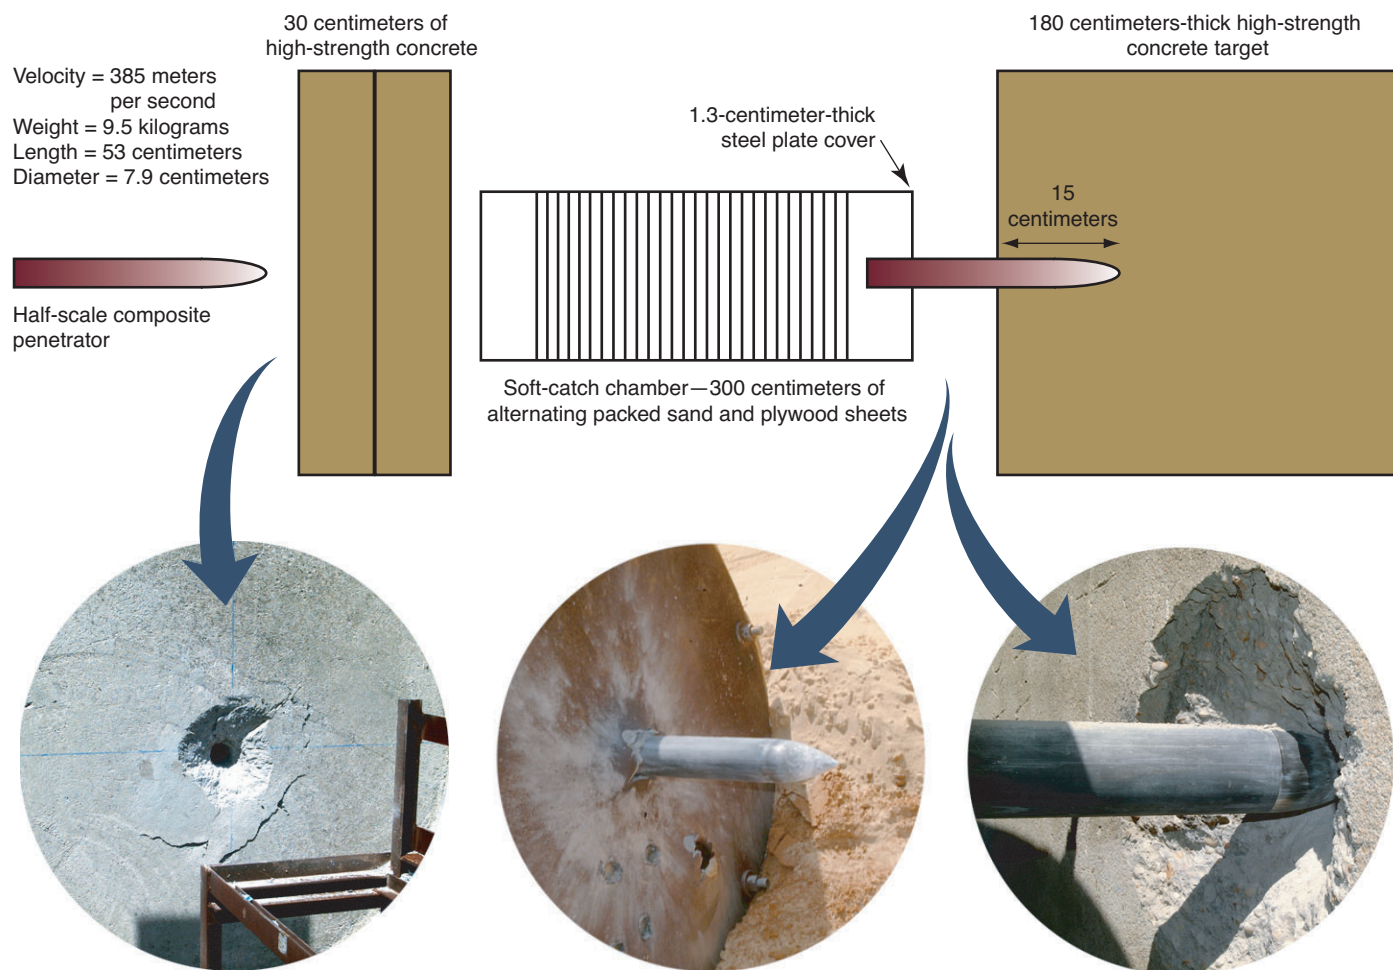 30 centimeters of
high-strength concrete
180 centimeters-thick high-strength
concrete target
Velocity = 385 meters
per second
Weight = 9.5 kilograms
Length = 53 centimeters
Diameter = 7.9 centimeters
1.3-centimeter-thick
steel plate cover
15
centimeters
Half-scale composite
penetrator
Soft-catch chamber—300 centimeters of
alternating packed sand and plywood sheets